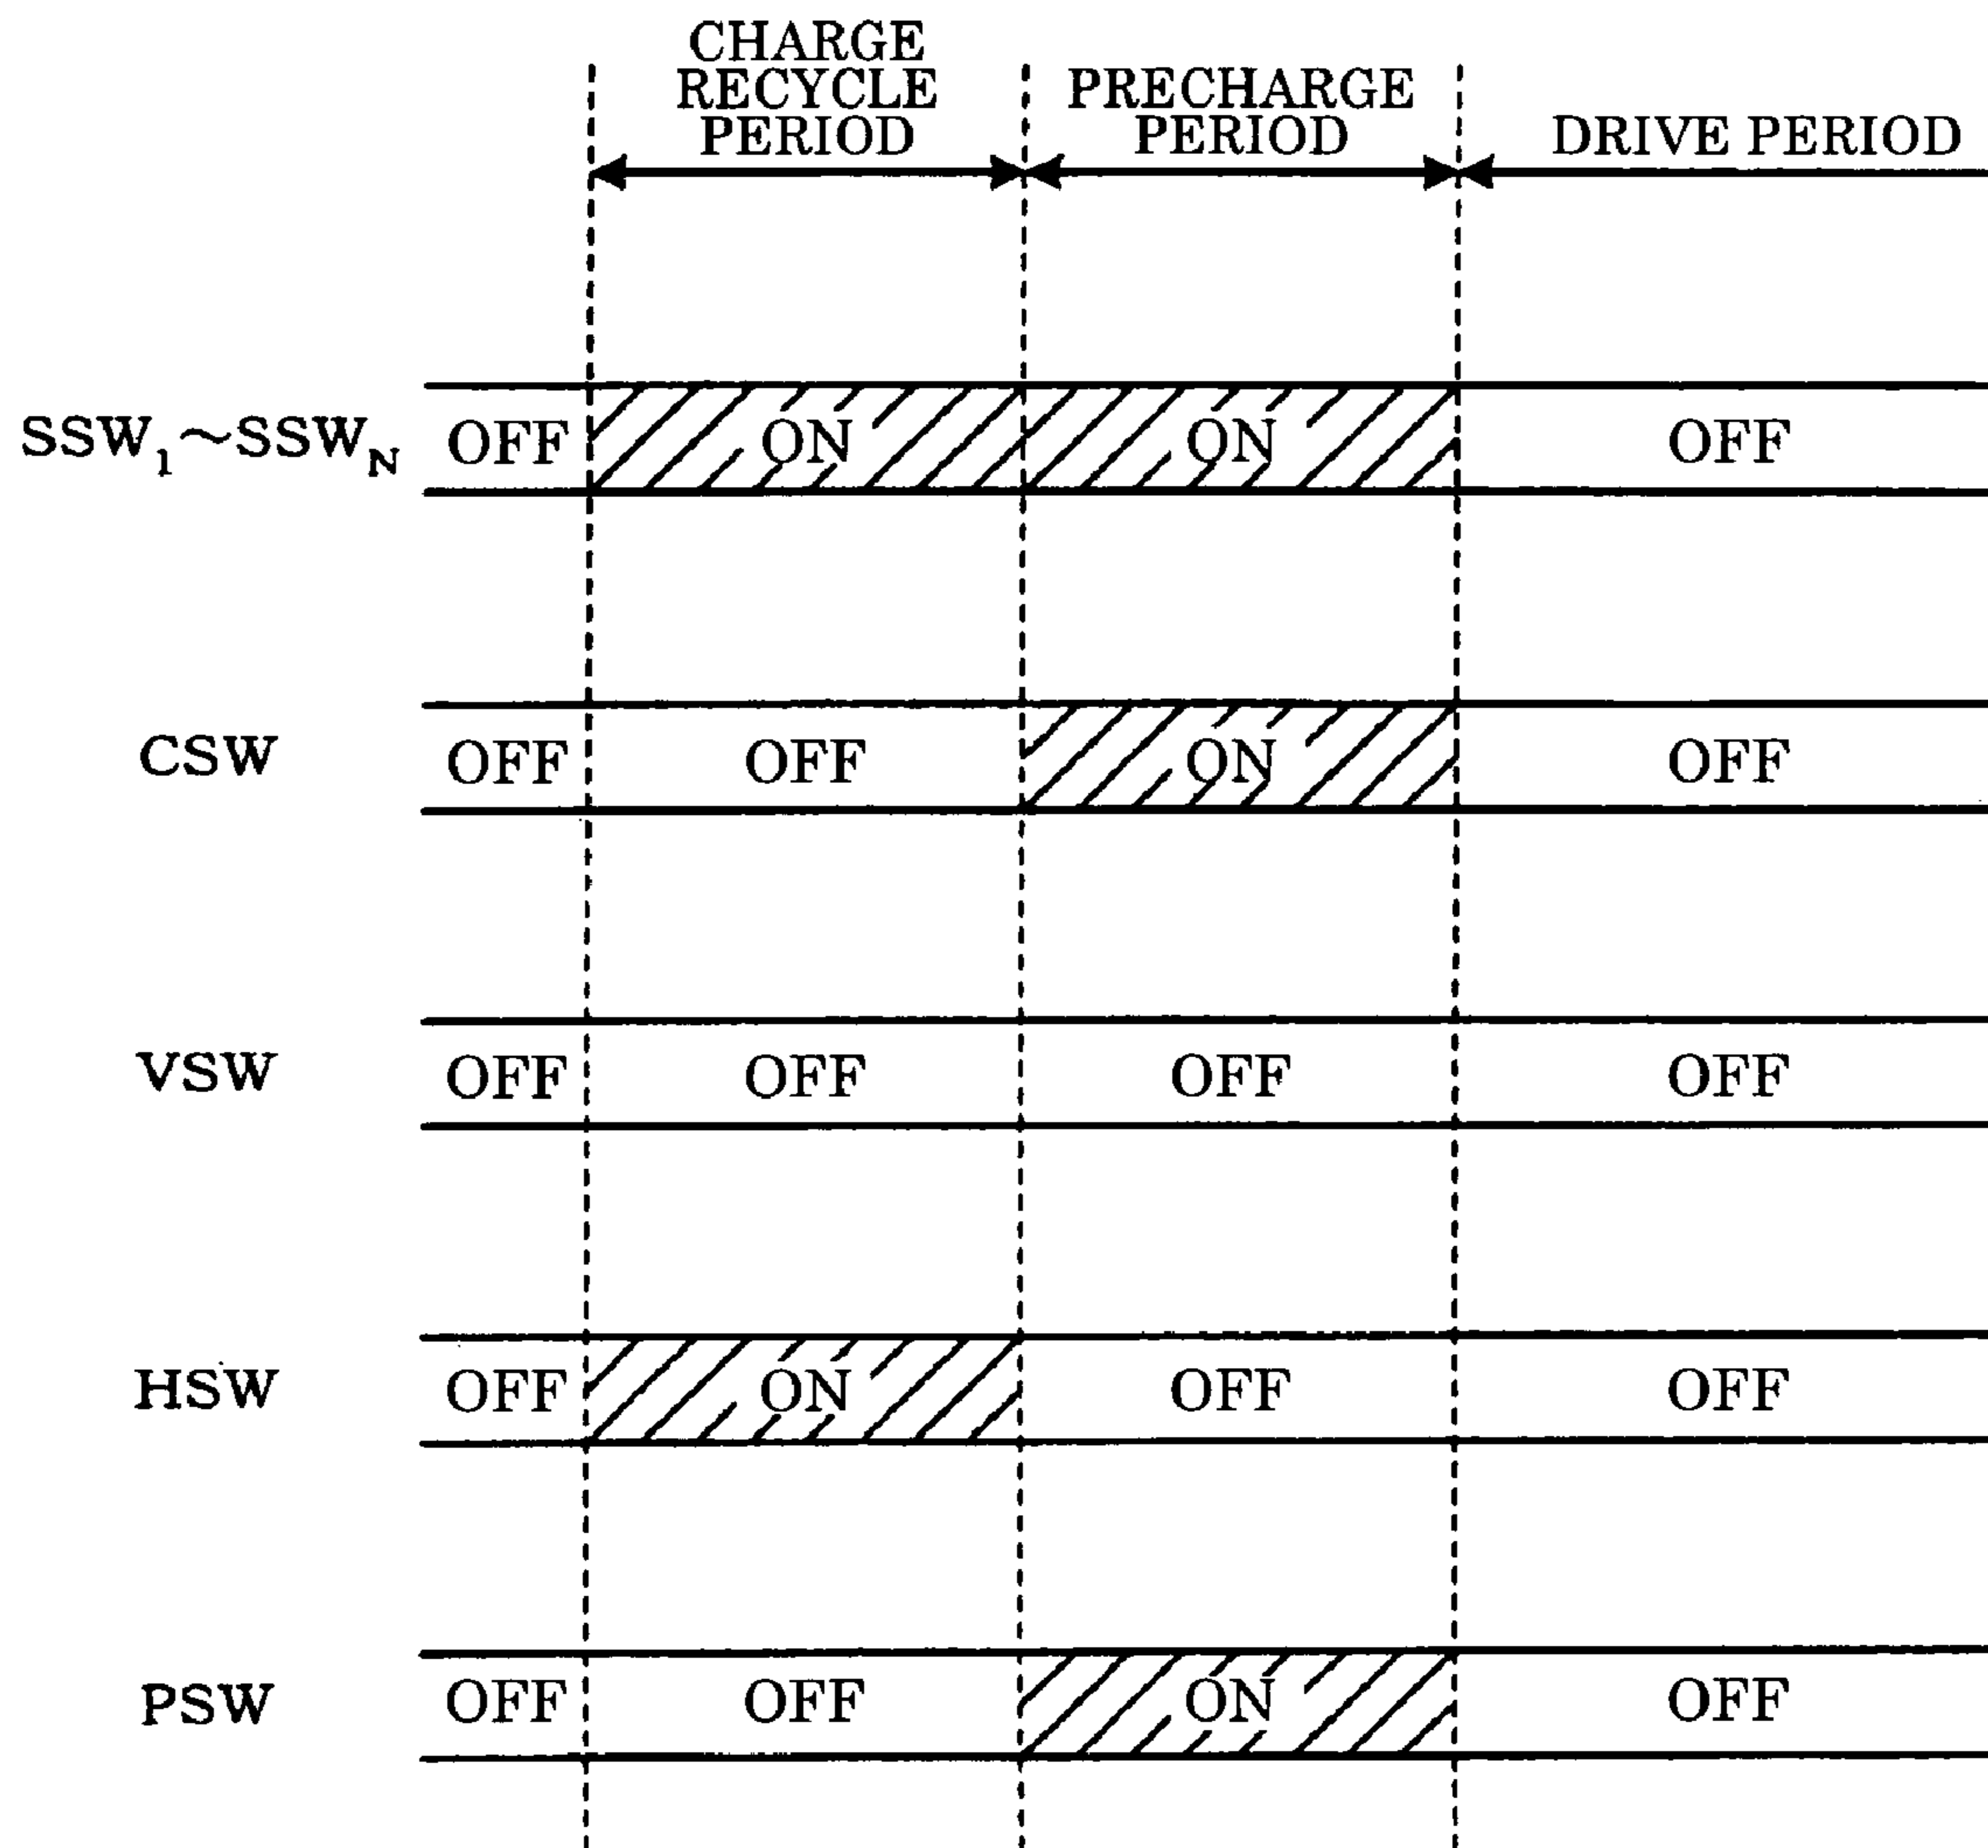 CHARGE
RECYCLE
PERIOD
PRECHARGE
PERIOD
DRIVE PERIOD
SSW1~SSWN OFF ON ON OFF
CSW OFF OFF ON OFF
VSW OFF OFF OFF OFF
HSW OFF ON OFF OFF
PSW OFF OFF ON OFF